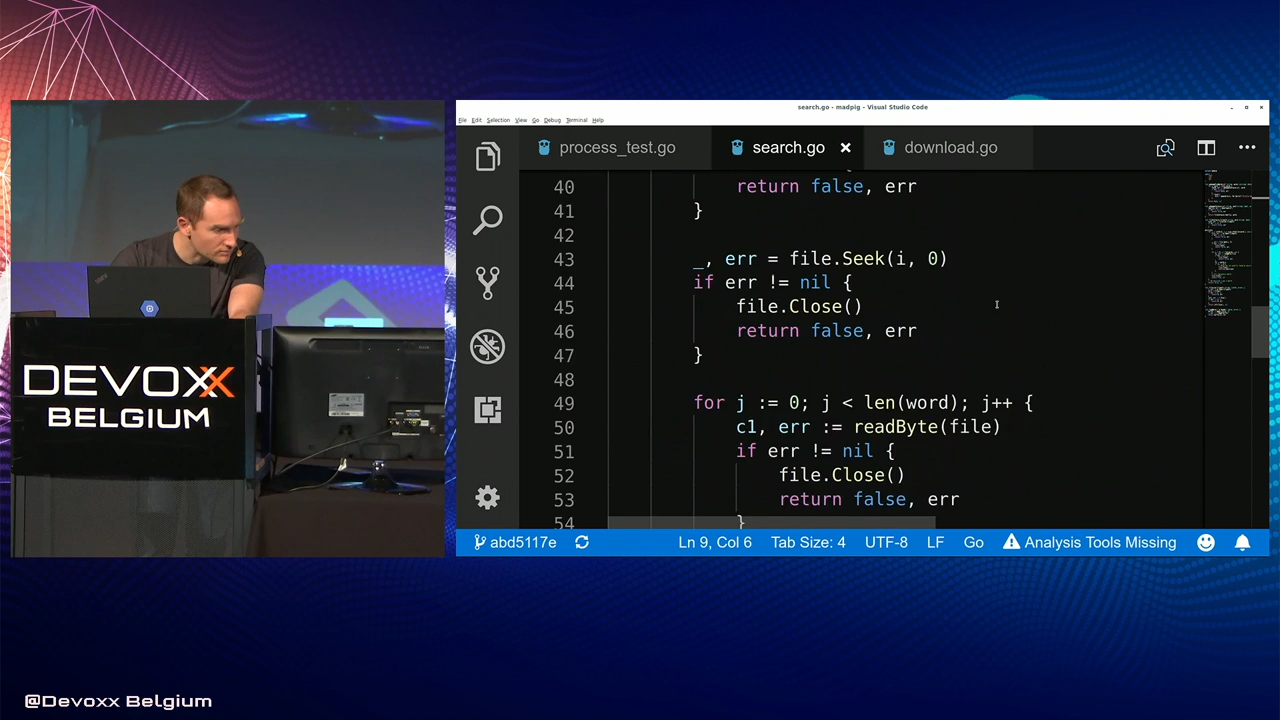 search.go - madpig - Visual Studio Code
File Edit Selection View Go Debug Terminal Help
process_test.go search.go download.go
40 return false, err
41 }
42
43 _, err = file.Seek(i, 0)
44 if err != nil {
45 file.Close()
46 return false, err
47 }
48
49 for j := 0; j < len(word); j++ {
50 c1, err := readByte(file)
51 if err != nil {
52 file.Close()
53 return false, err
54 }
abd5117e Ln 9, Col 6 Tab Size: 4 UTF-8 LF Go Analysis Tools Missing
DEVOXX
BELGIUM
@Devoxx Belgium